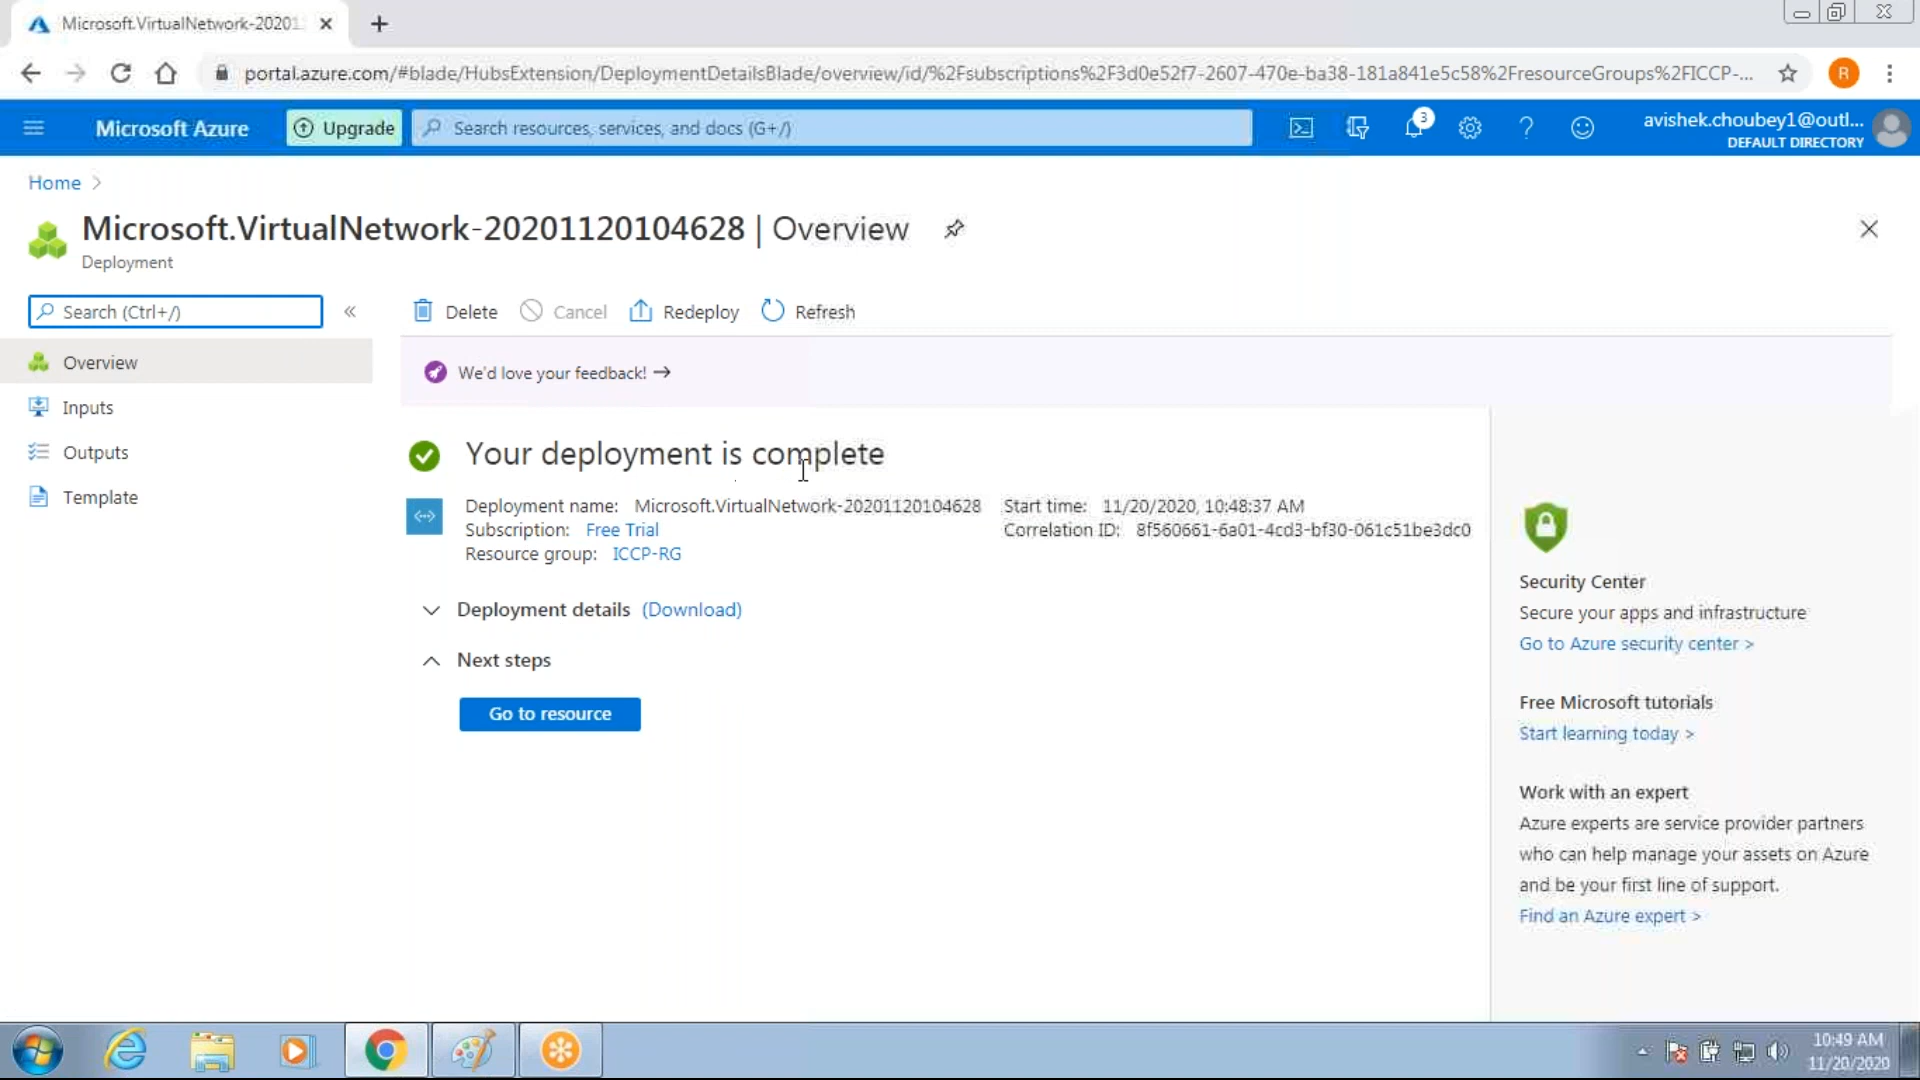 Microsoft.VirtualNetwork-20201
portal.azure.com/#blade/HubsExtension/DeploymentDetailsBlade/overview/id/%2Fsubscriptions%2F3d0e52f7-2607-470e-ba38-181a841e5c58%2FresourceGroups%2FICCP-...
R
Microsoft Azure
Upgrade
Search resources, services, and docs (G+/)
3
avishek.choubey1@outl...
DEFAULT DIRECTORY
Home
Microsoft.VirtualNetwork-20201120104628 | Overview
Deployment
Search (Ctrl+/)
Delete
Cancel
Redeploy
Refresh
Overview
Inputs
Outputs
Template
We'd love your feedback! →
Your deployment is complete
Deployment name: Microsoft.VirtualNetwork-20201120104628
Subscription: Free Trial
Resource group: ICCP-RG
Start time: 11/20/2020, 10:48:37 AM
Correlation ID: 8f560661-6a01-4cd3-bf30-061c51be3dc0
Deployment details (Download)
Next steps
Go to resource
Security Center
Secure your apps and infrastructure
Go to Azure security center >
Free Microsoft tutorials
Start learning today >
Work with an expert
Azure experts are service provider partners
who can help manage your assets on Azure
and be your first line of support.
Find an Azure expert >
10:49 AM
11/20/2020